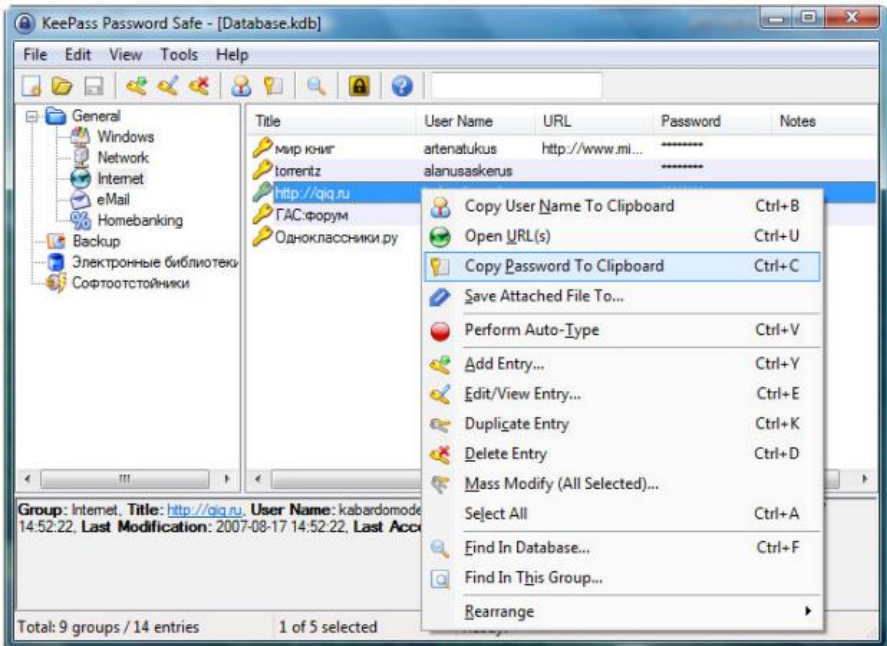 KeePass Password Safe - [Database.kdb]
File Edit View Tools Help
General
Windows
Network
Internet
eMail
Homebanking
Backup
Электронные библиотеки
Софтоотстойники
Title User Name URL Password Notes
мир книг artenatukus http://www.mi... ********
torrentz alanusaskerus ********
http://qiq.ru
ГАС:форум
Одноклассники.ру
Copy User Name To Clipboard Ctrl+B
Open URL(s) Ctrl+U
Copy Password To Clipboard Ctrl+C
Save Attached File To...
Perform Auto-Type Ctrl+V
Add Entry... Ctrl+Y
Edit/View Entry... Ctrl+E
Duplicate Entry Ctrl+K
Delete Entry Ctrl+D
Mass Modify (All Selected)...
Select All Ctrl+A
Find In Database... Ctrl+F
Find In This Group...
Rearrange
Group: Internet, Title: http://qiq.ru, User Name: kabardomode
14:52:22, Last Modification: 2007-08-17 14:52:22, Last Acce
Total: 9 groups / 14 entries 1 of 5 selected